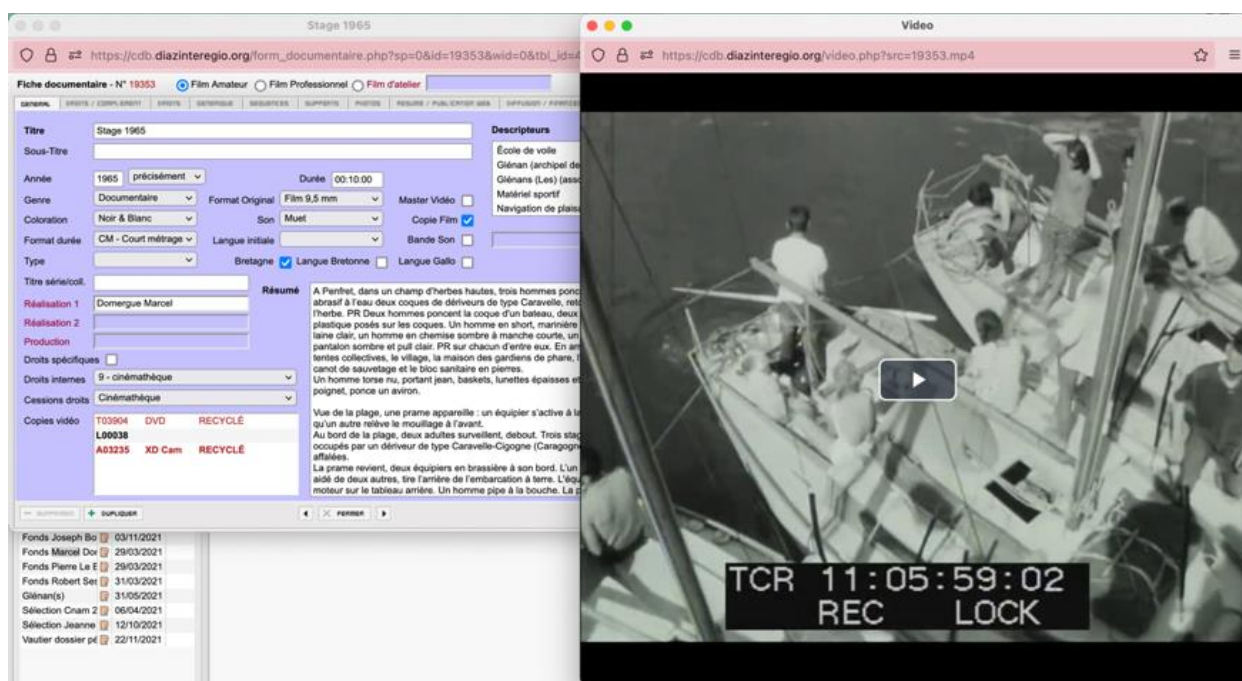 Stage 1965
https://cdb.diazinteregio.org/form_documentaire.php?sp=0&id=19353&wid=0&tbl_id=4
Fiche documentaire - N° 19353 Film Amateur Film Professionnel Film d'atelier
GENERAL DROITS / COMPLEMENT DROITS GENERIQUE SEQUENCES SUPPORTS PHOTOS RESUME / PUBLICATION WEB DIFFUSION /
Titre Stage 1965
Sous-Titre
Année 1965 précisément Durée 00:10:00
Genre Documentaire Format Original Film 9,5 mm Master Vidéo
Coloration Noir & Blanc Son Muet Copie Film
Format durée CM - Court métrage Langue initiale Bande Son
Type Bretagne Langue Bretonne Langue Gallo
Titre série/coll.
Réalisation 1 Domergue Marcel
Réalisation 2
Production
Droits spécifiques
Droits internes 9 - cinémathèque
Cessions droits Cinémathèque
Copies vidéo T03904 DVD RECYCLÉ
L00038
A03235 XD Cam RECYCLÉ
Descripteurs
École de voile
Glénan (archipel de
Glénans (Les) (asso
Matériel sportif
Navigation de plaisa
Résumé
A Penfret, dans un champ d'herbes hautes, trois hommes ponc
abrasif à l'eau deux coques de dériveurs de type Caravelle, reto
l'herbe. PR Deux hommes poncent la coque d'un bateau, deux
plastique posés sur les coques. Un homme en short, marinière
laine clair, un homme en chemise sombre à manche courte, un
pantalon sombre et pull clair. PR sur chacun d'entre eux. En arr
tentes collectives, le village, la maison des gardiens de phare, l
canot de sauvetage et le bloc sanitaire en pierres.
Un homme torse nu, portant jean, baskets, lunettes épaisses et
poignet, ponce un aviron.
Vue de la plage, une prame appareille : un équipier s'active à la
qu'un autre relève le mouillage à l'avant.
Au bord de la plage, deux adultes surveillent, debout. Trois stag
occupés par un dériveur de type Caravelle-Cigogne (Caragogn
affalées.
La prame revient, deux équipiers en brassière à son bord. L'un
aidé de deux autres, tire l'arrière de l'embarcation à terre. L'équ
moteur sur le tableau arrière. Un homme pipe à la bouche. La p
SUPPRIMER DUPLIQUER FERMER
Fonds Joseph Bo 03/11/2021
Fonds Marcel Do 29/03/2021
Fonds Pierre Le 29/03/2021
Fonds Robert Se 31/03/2021
Glénan(s) 31/05/2021
Sélection Cnam 2 06/04/2021
Sélection Jeanne 12/10/2021
Vautier dossier pé 22/11/2021
Video
https://cdb.diazinteregio.org/video.php?src=19353.mp4
TCR 11:05:59:02
REC LOCK